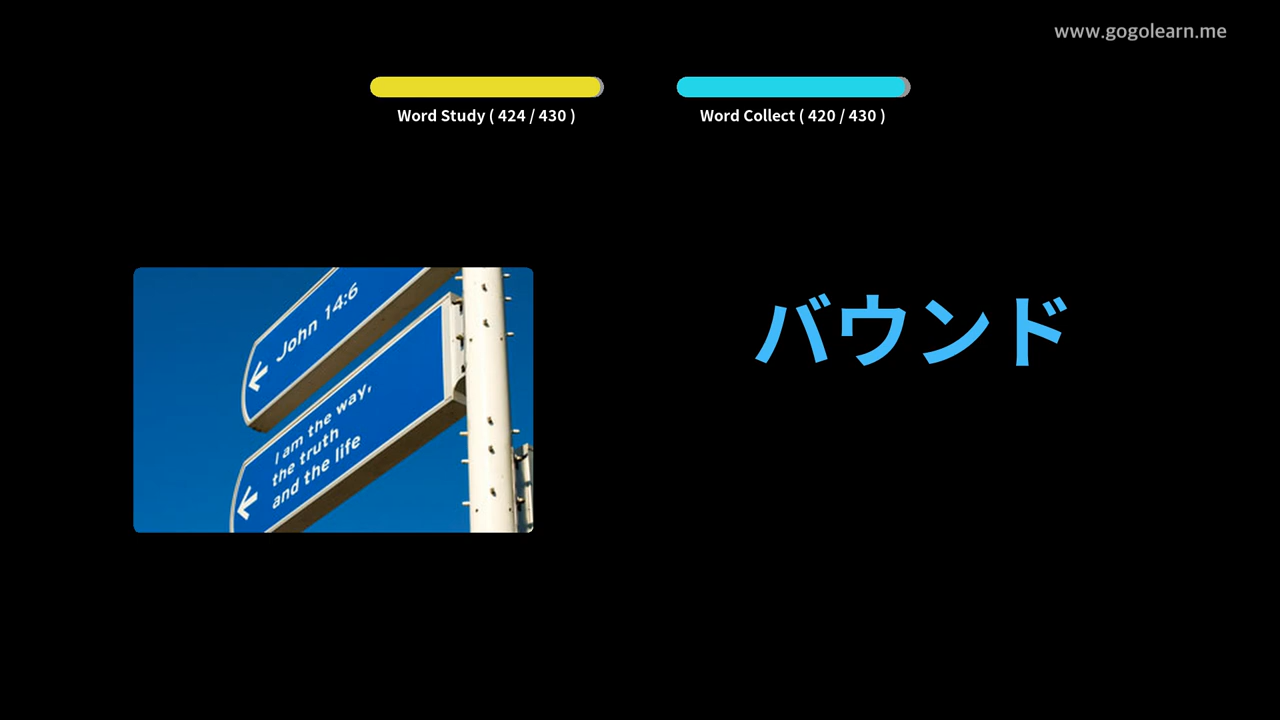 www.gogolearn.me
Word Study ( 424 / 430 )
Word Collect ( 420 / 430 )
John 14:6
I am the way,
the truth
and the life
バウンド